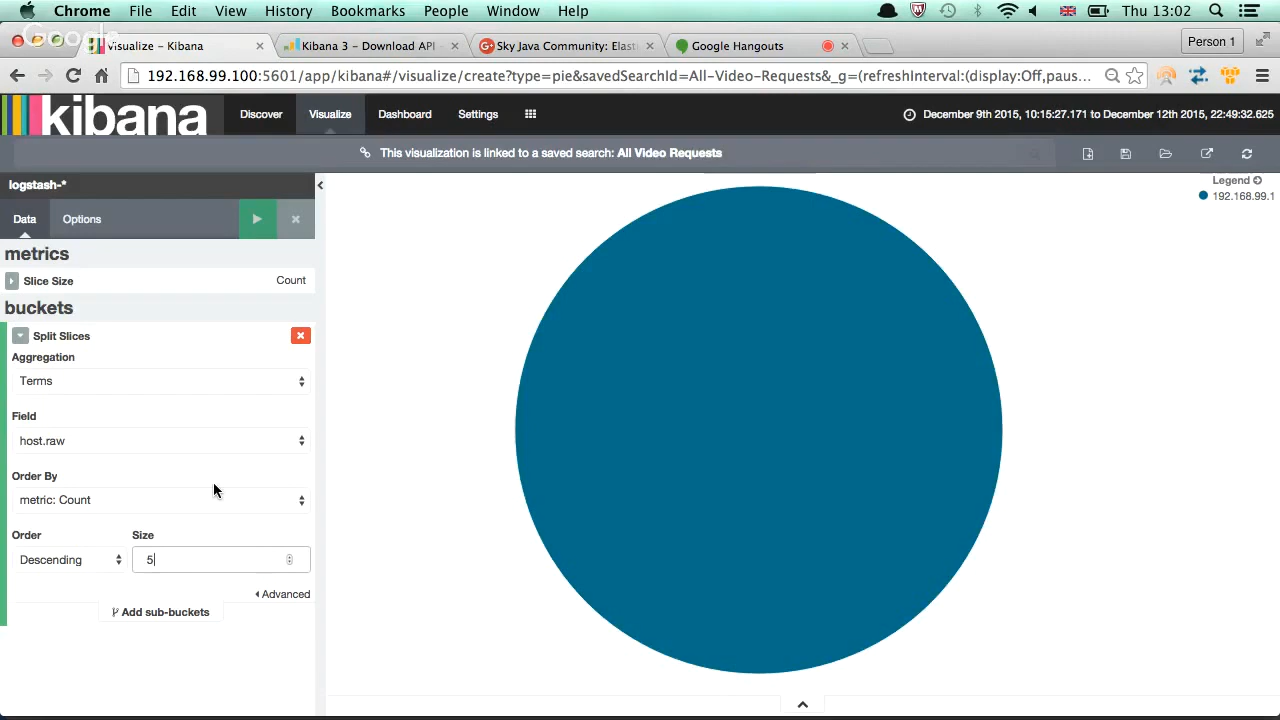 Chrome File Edit View History Bookmarks People Window Help Thu 13:02
Google
Visualize – Kibana
Kibana 3 – Download API
Sky Java Community: Elast
Google Hangouts
Person 1
192.168.99.100:5601/app/kibana#/visualize/create?type=pie&savedSearchId=All-Video-Requests&_g=(refreshInterval:(display:Off,paus...
kibana
Discover Visualize Dashboard Settings
December 9th 2015, 10:15:27.171 to December 12th 2015, 22:49:32.625
This visualization is linked to a saved search: All Video Requests
logstash-*
Data Options
metrics
Slice Size Count
buckets
Split Slices
Aggregation
Terms
Field
host.raw
Order By
metric: Count
Order Size
Descending 5
Advanced
Add sub-buckets
Legend
192.168.99.1